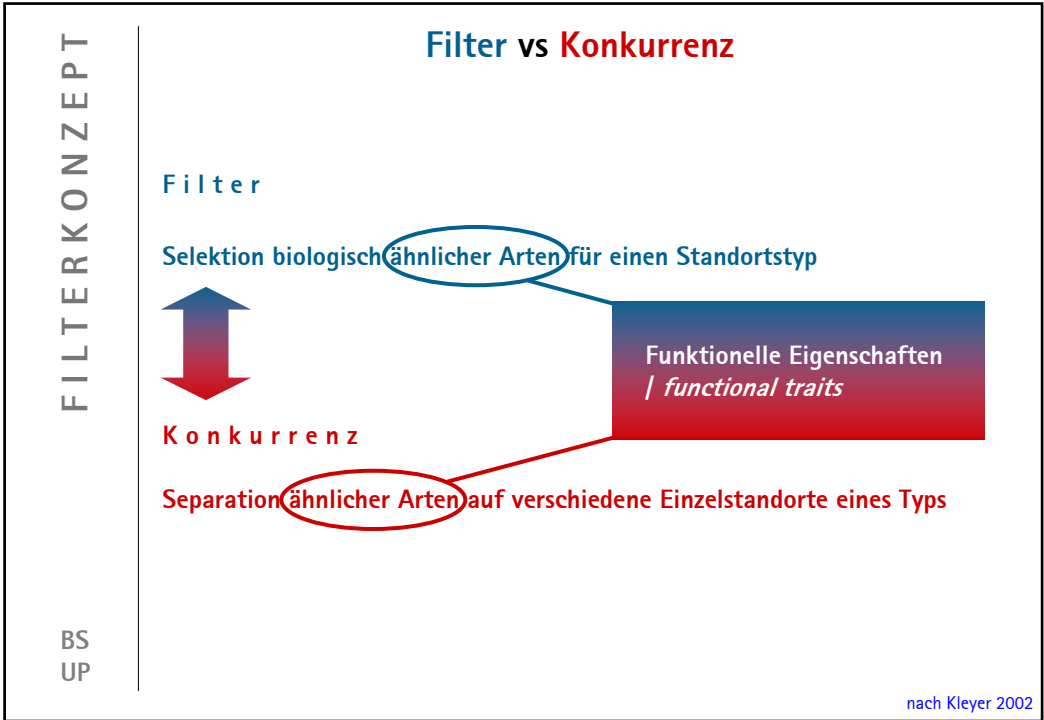 FILTERKONZEPT
Filter vs Konkurrenz
Filter
Selektion biologisch ähnlicher Arten für einen Standortstyp
Funktionelle Eigenschaften
| functional traits
Konkurrenz
Separation ähnlicher Arten auf verschiedene Einzelstandorte eines Typs
BS
UP
nach Kleyer 2002